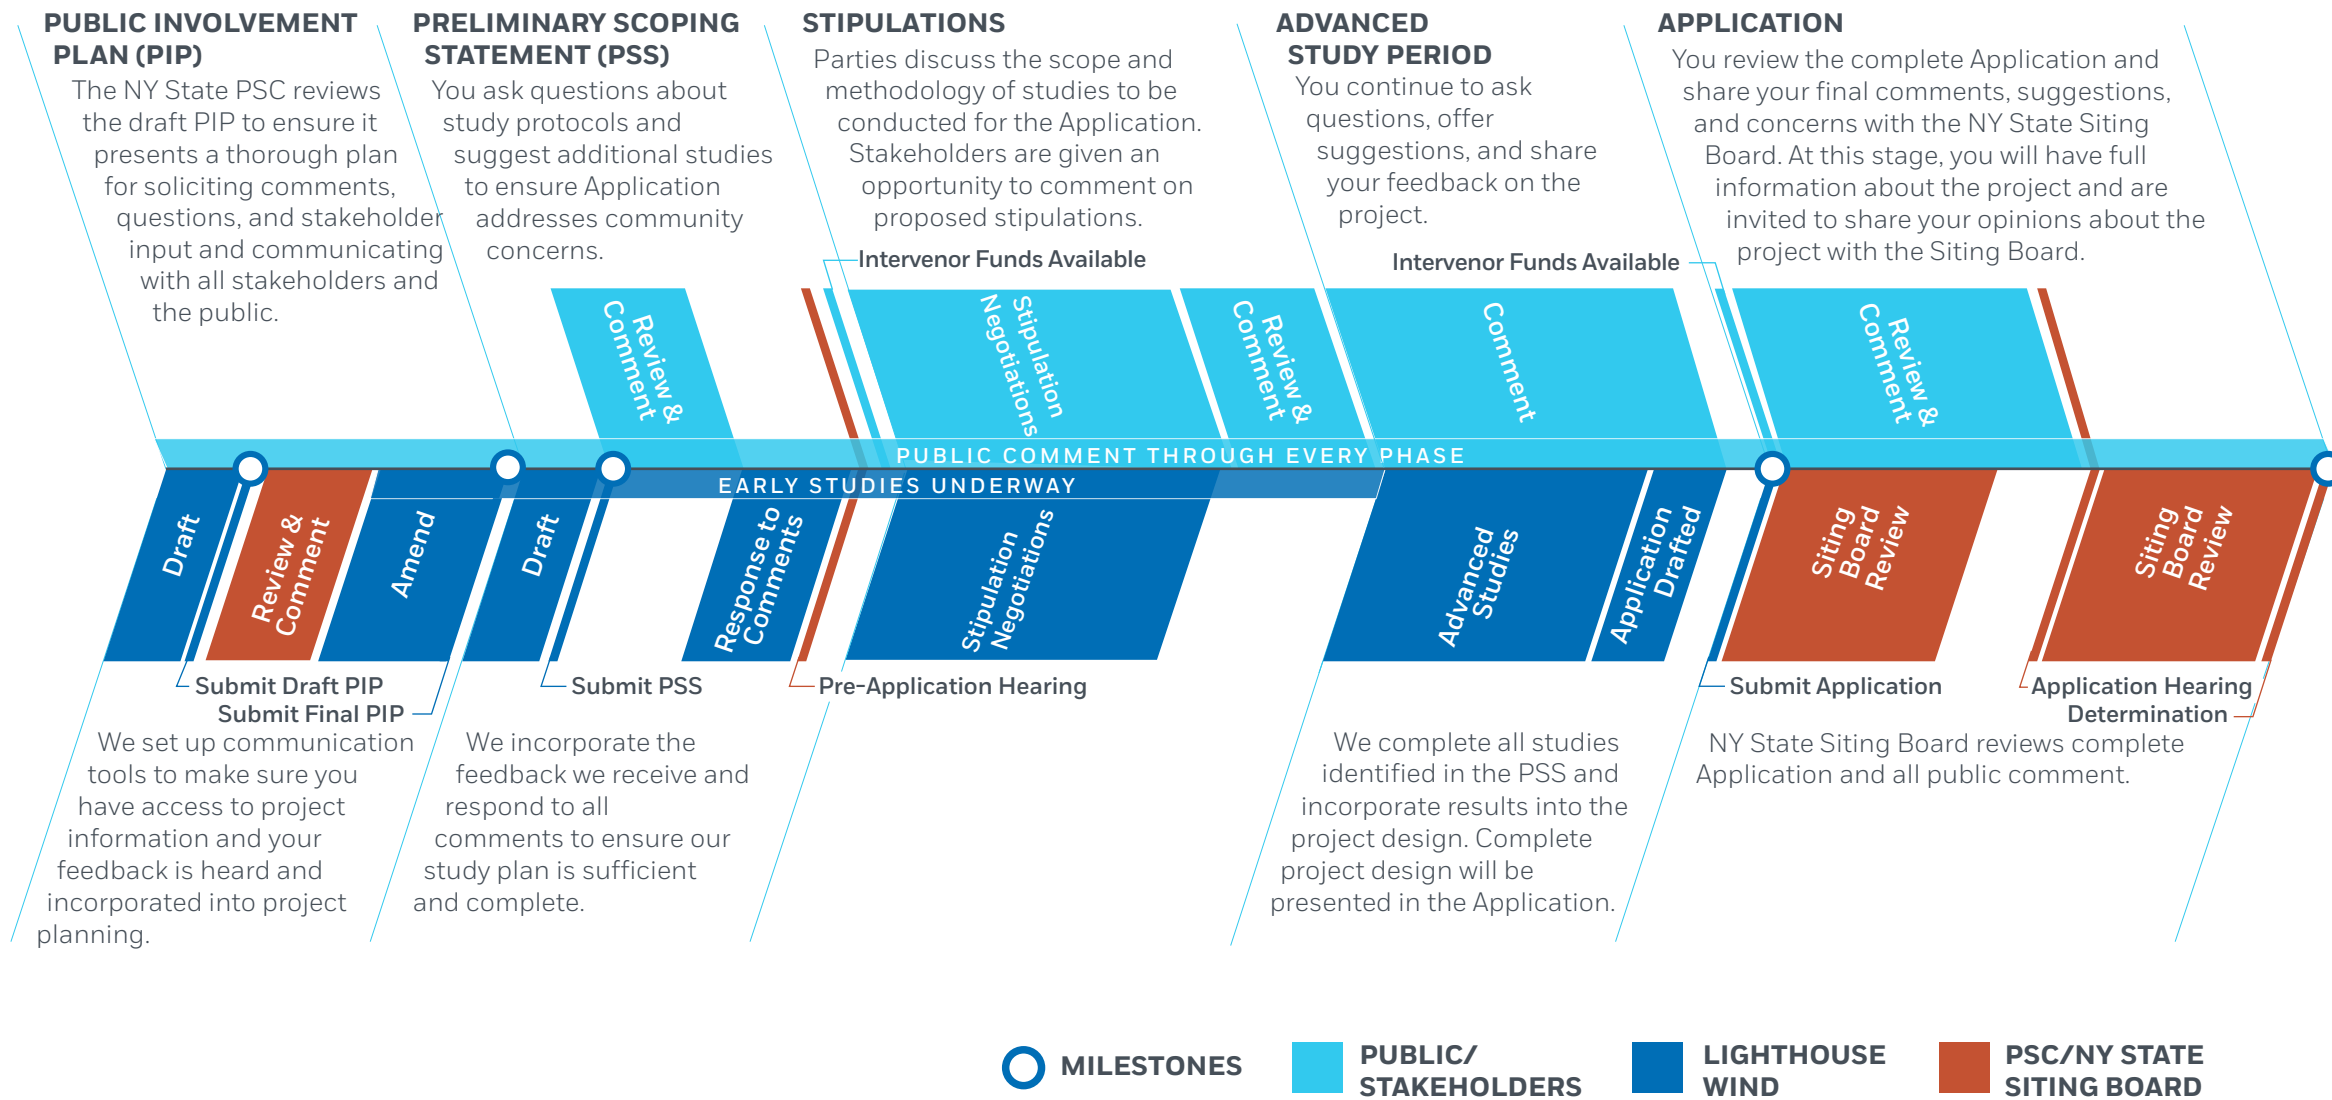 PUBLIC INVOLVEMENT
PLAN (PIP)
The NY State PSC reviews
the draft PIP to ensure it
presents a thorough plan
for soliciting comments,
questions, and stakeholder
input and communicating
with all stakeholders and
the public.
PRELIMINARY SCOPING
STATEMENT (PSS)
You ask questions about
study protocols and
suggest additional studies
to ensure Application
addresses community
concerns.
STIPULATIONS
Parties discuss the scope and
methodology of studies to be
conducted for the Application.
Stakeholders are given an
opportunity to comment on
proposed stipulations.
Intervenor Funds Available
ADVANCED
STUDY PERIOD
You continue to ask
questions, offer
suggestions, and share
your feedback on the
project.
Intervenor Funds Available
APPLICATION
You review the complete Application and
share your final comments, suggestions,
and concerns with the NY State Siting
Board. At this stage, you will have full
information about the project and are
invited to share your opinions about the
project with the Siting Board.
Review &
Comment
Stipulation
Negotiations
Review &
Comment
Comment
Review &
Comment
PUBLIC COMMENT THROUGH EVERY PHASE
EARLY STUDIES UNDERWAY
Draft
Review &
Comment
Amend
Draft
Response to
Comments
Stipulation
Negotiations
Advanced
Studies
Application
Drafted
Siting
Board
Review
Siting
Board
Review
Submit Draft PIP
Submit Final PIP
Submit PSS
Pre-Application Hearing
Submit Application
Application Hearing
Determination
We set up communication
tools to make sure you
have access to project
information and your
feedback is heard and
incorporated into project
planning.
We incorporate the
feedback we receive and
respond to all
comments to ensure our
study plan is sufficient
and complete.
We complete all studies
identified in the PSS and
incorporate results into the
project design. Complete
project design will be
presented in the Application.
NY State Siting Board reviews complete
Application and all public comment.
MILESTONES
PUBLIC/
STAKEHOLDERS
LIGHTHOUSE
WIND
PSC/NY STATE
SITING BOARD